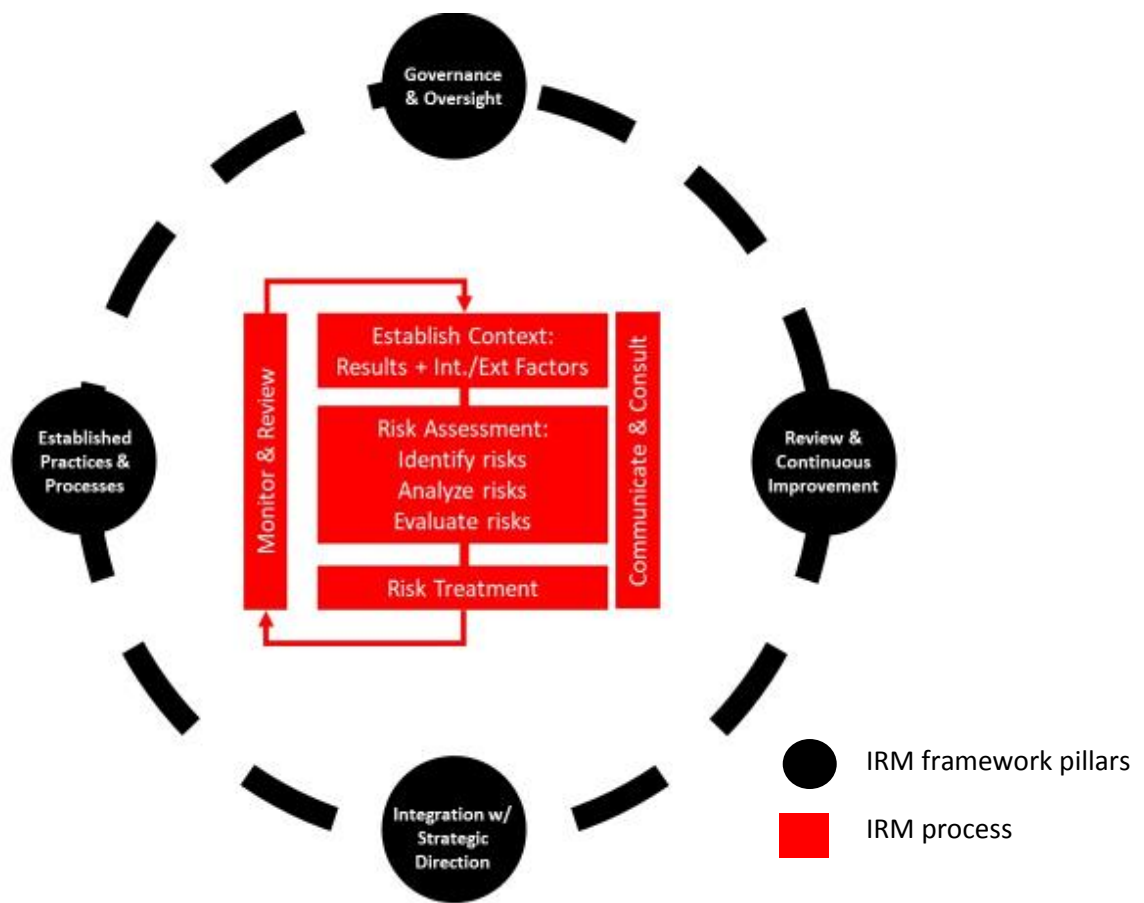 Governance
& Oversight
Establish Context:
Results + Int./Ext Factors
Monitor & Review
Risk Assessment:
Identify risks
Analyze risks
Evaluate risks
Communicate & Consult
Established
Practices &
Processes
Review &
Continuous
Improvement
Risk Treatment
Integration w/
Strategic
Direction
IRM framework pillars
IRM process